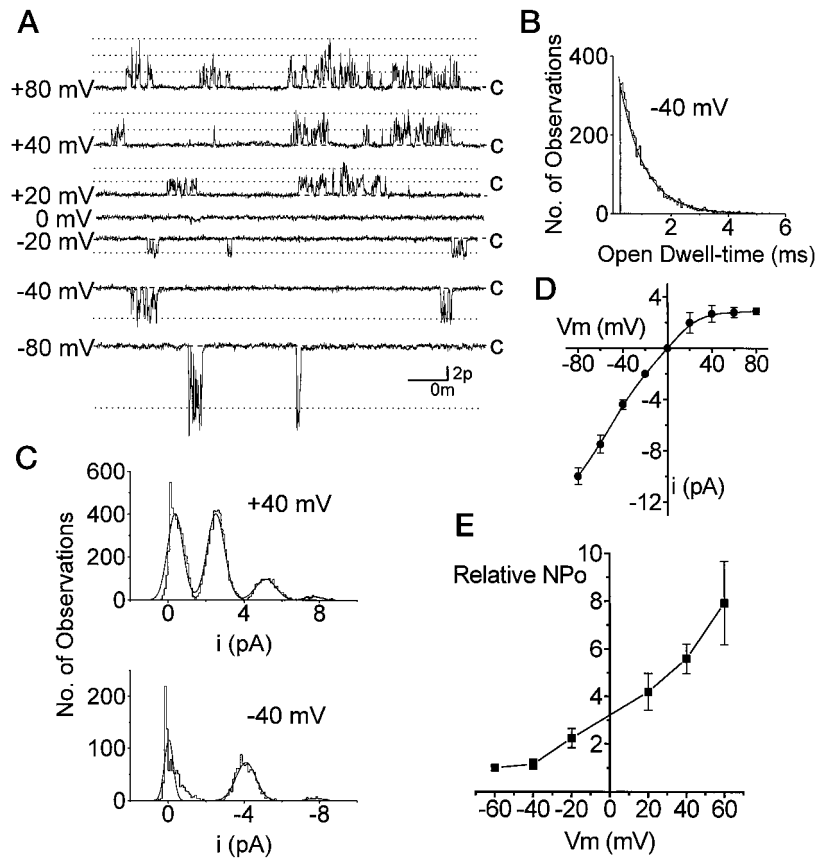 A
+80 mV
C
+40 mV
C
+20 mV
C
0 mV
-20 mV
C
-40 mV
C
-80 mV
C
2p
0m
B
400
300
200
100
0
No. of Observations
-40 mV
0 2 4 6
Open Dwell-time (ms)
C
600
400
200
0
+40 mV
0 4 8
i (pA)
No. of Observations
200
100
0
-40 mV
0 -4 -8
i (pA)
D
4
Vm (mV)
-80 -40 0 40 80
-4
-8
-12
i (pA)
E
Relative NPo
10
8
6
4
2
-60 -40 -20 0 20 40 60
Vm (mV)